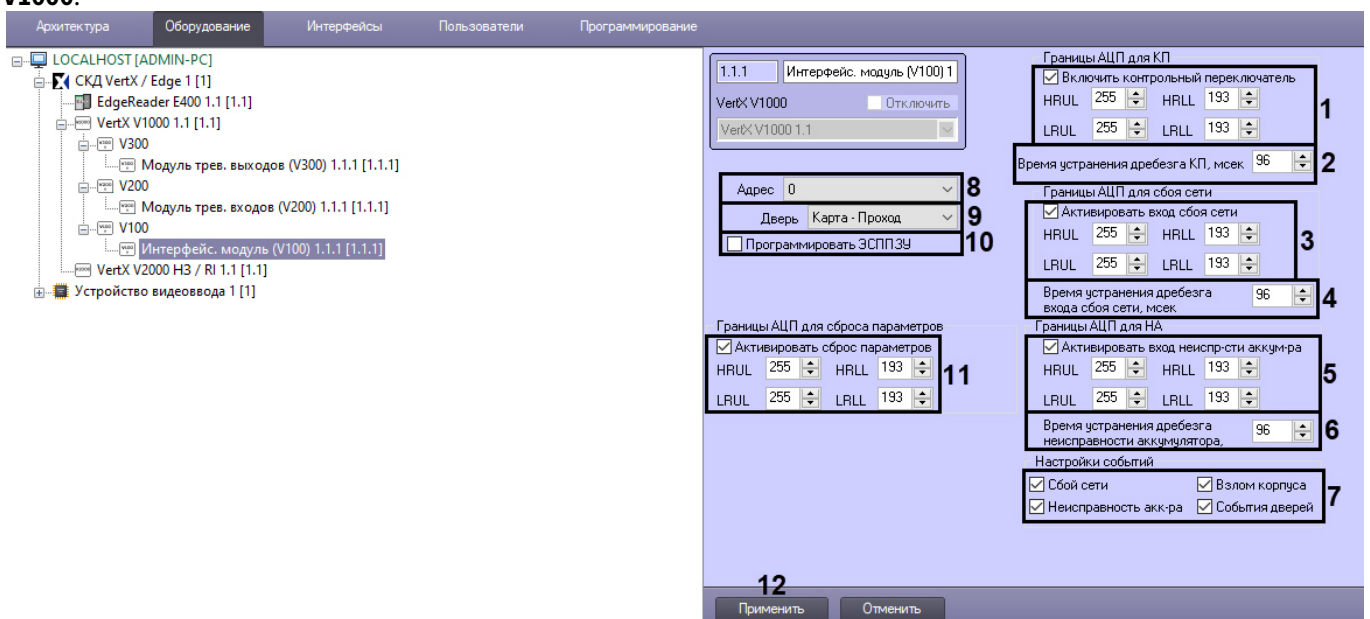 V1000.
Архитектура Оборудование Интерфейсы Пользователи Программирование
LOCALHOST [ADMIN-PC]
СКД VertX / Edge 1 [1]
EdgeReader E400 1.1 [1.1]
VertX V1000 1.1 [1.1]
V300
Модуль трев. выходов (V300) 1.1.1 [1.1.1]
V200
Модуль трев. входов (V200) 1.1.1 [1.1.1]
V100
Интерфейс. модуль (V100) 1.1.1 [1.1.1]
VertX V2000 H3 / RI 1.1 [1.1]
Устройство видеоввода 1 [1]
1.1.1 Интерфейс. модуль (V100) 1
VertX V1000 Отключить
VertX V1000 1.1
Адрес 0 8
Дверь Карта - Проход 9
Программировать ЭСППЗУ 10
Границы АЦП для сброса параметров
Активировать сброс параметров
HRUL 255 HRLL 193
11
LRUL 255 LRLL 193
Границы АЦП для КП
Включить контрольный переключатель
HRUL 255 HRLL 193
1
LRUL 255 LRLL 193
Время устранения дребезга КП, мсек 96 2
Границы АЦП для сбоя сети
Активировать вход сбоя сети
HRUL 255 HRLL 193
3
LRUL 255 LRLL 193
Время устранения дребезга 96 4
входа сбоя сети, мсек
Границы АЦП для НА
Активировать вход неиспр-сти аккум-ра
HRUL 255 HRLL 193
5
LRUL 255 LRLL 193
Время устранения дребезга 96 6
неисправности аккумулятора,
Настройки событий
Сбой сети Взлом корпуса
7
Неисправность акк-ра События дверей
12
Применить Отменить